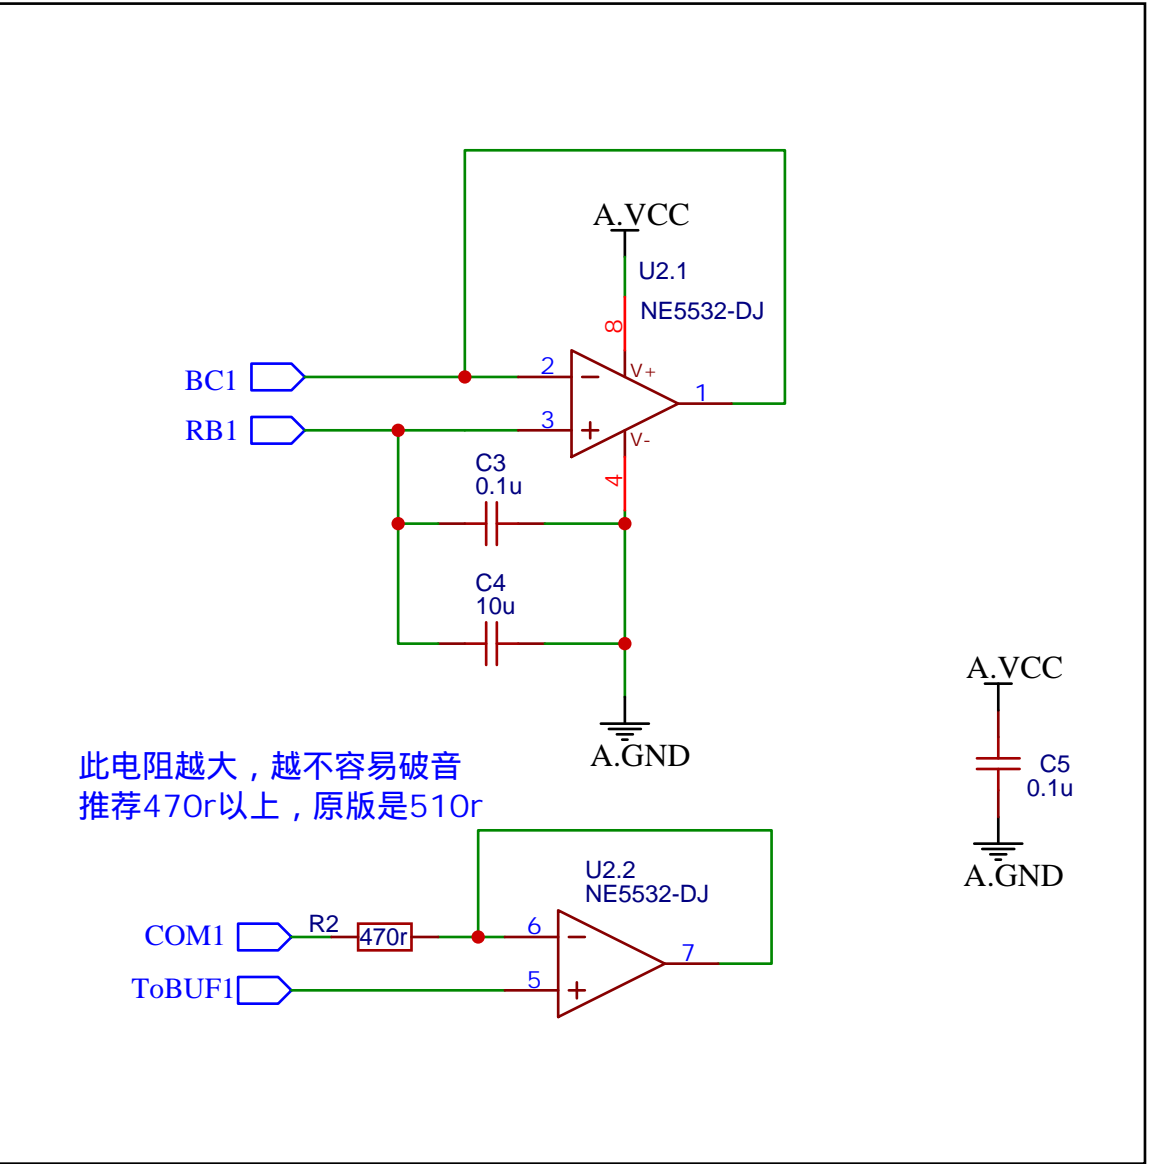 A.VCC
U2.1
NE5532-DJ
8
V+
BC1
2
1
RB1
3
V-
4
C3
0.1u
C4
10u
A.GND
A.VCC
C5
0.1u
A.GND
此电阻越大，越不容易破音
推荐470r以上，原版是510r
U2.2
NE5532-DJ
COM1
R2
470r
6
7
ToBUF1
5